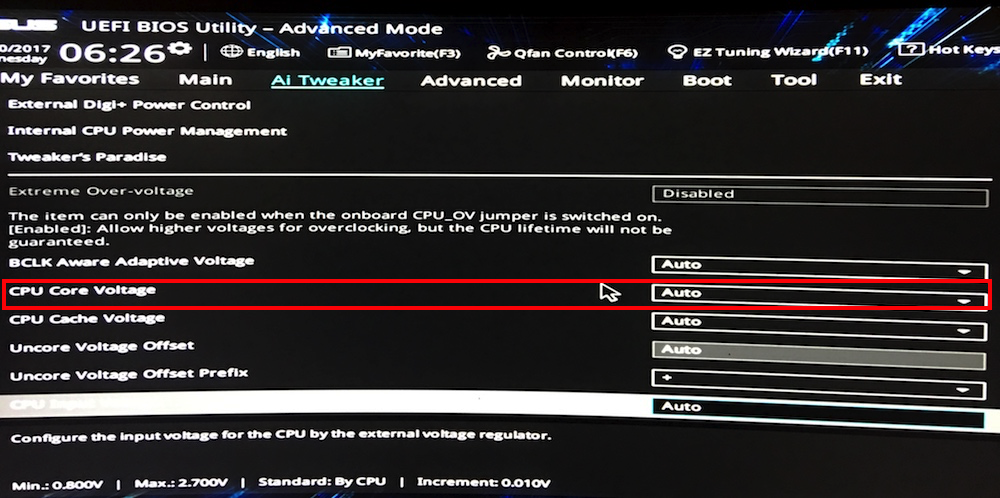 UEFI BIOS Utility – Advanced Mode
0/2017
nesday
06:26
English
MyFavorite(F3)
Qfan Control(F6)
EZ Tuning Wizard(F11)
? Hot Keys
My Favorites Main Ai Tweaker Advanced Monitor Boot Tool Exit
External Digi+ Power Control
Internal CPU Power Management
Tweaker's Paradise
Extreme Over-voltage Disabled
The item can only be enabled when the onboard CPU_OV jumper is switched on.
[Enabled]: Allow higher voltages for overclocking, but the CPU lifetime will not be
guaranteed.
BCLK Aware Adaptive Voltage Auto
CPU Core Voltage Auto
CPU Cache Voltage Auto
Uncore Voltage Offset Auto
Uncore Voltage Offset Prefix +
CPU Auto
Configure the input voltage for the CPU by the external voltage regulator.
Min.: 0.800V | Max.: 2.700V | Standard: By CPU | Increment: 0.010V